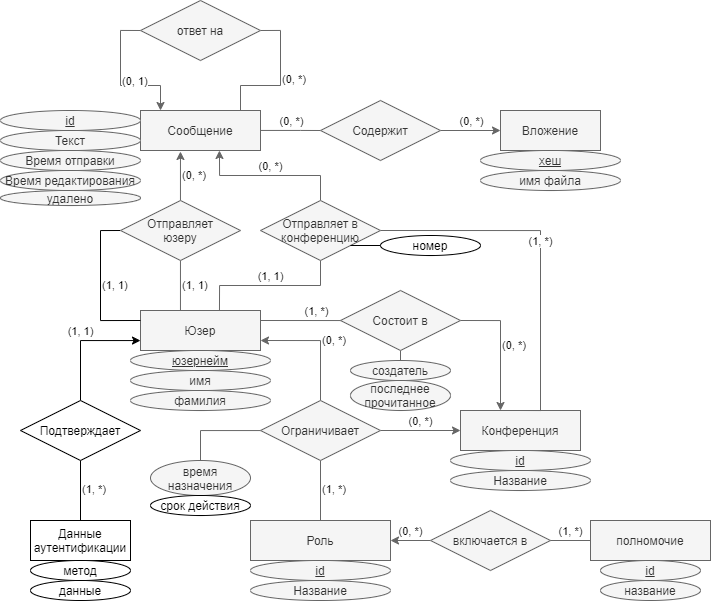 ответ на
(0, 1)
(0, *)
id
Сообщение
(0, *)
Содержит
(0, *)
Вложение
Текст
Время отправки
Время редактирования
удалено
хеш
имя файла
(0, *)
(0, *)
Отправляет
юзеру
Отправляет в
конференцию
номер
(1, *)
(1, 1)
(1, 1)
(1, 1)
(1, 1)
Юзер
(1, *)
Состоит в
(0, *)
(0, *)
юзернейм
имя
фамилия
создатель
последнее
прочитанное
Подтверждает
Ограничивает
(0, *)
Конференция
id
Название
время
назначения
срок действия
(1, *)
(1, *)
Данные
аутентификации
метод
данные
Роль
(0, *)
включается в
(1, *)
полномочие
id
Название
id
название